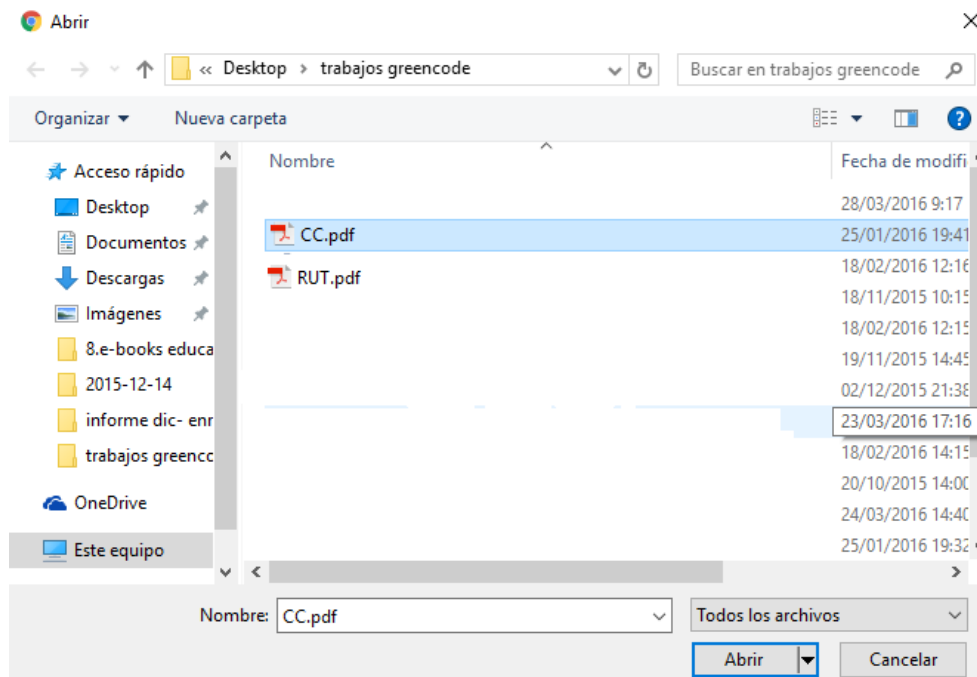 Abrir
« Desktop › trabajos greencode
Buscar en trabajos greencode
Organizar
Nueva carpeta
Acceso rápido
Desktop
Documentos
Descargas
Imágenes
8.e-books educa
2015-12-14
informe dic- enr
trabajos greencc
OneDrive
Este equipo
Nombre
Fecha de modifi
28/03/2016 9:17
CC.pdf
25/01/2016 19:41
18/02/2016 12:16
RUT.pdf
18/11/2015 10:15
18/02/2016 12:15
19/11/2015 14:45
02/12/2015 21:38
23/03/2016 17:16
18/02/2016 14:15
20/10/2015 14:00
24/03/2016 14:40
25/01/2016 19:32
Nombre: CC.pdf
Todos los archivos
Abrir
Cancelar